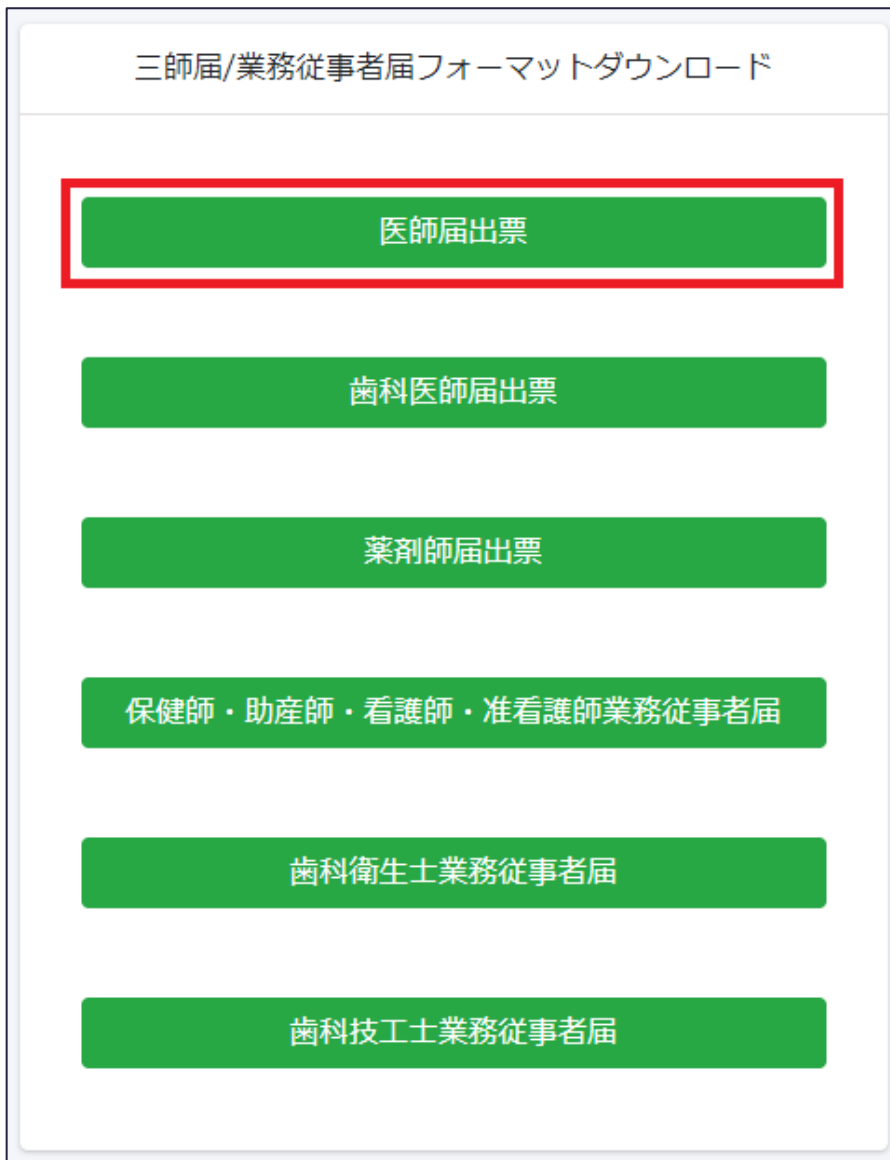 三師届/業務従事者届フォーマットダウンロード
医師届出票
歯科医師届出票
薬剤師届出票
保健師・助産師・看護師・准看護師業務従事者届
歯科衛生士業務従事者届
歯科技工士業務従事者届